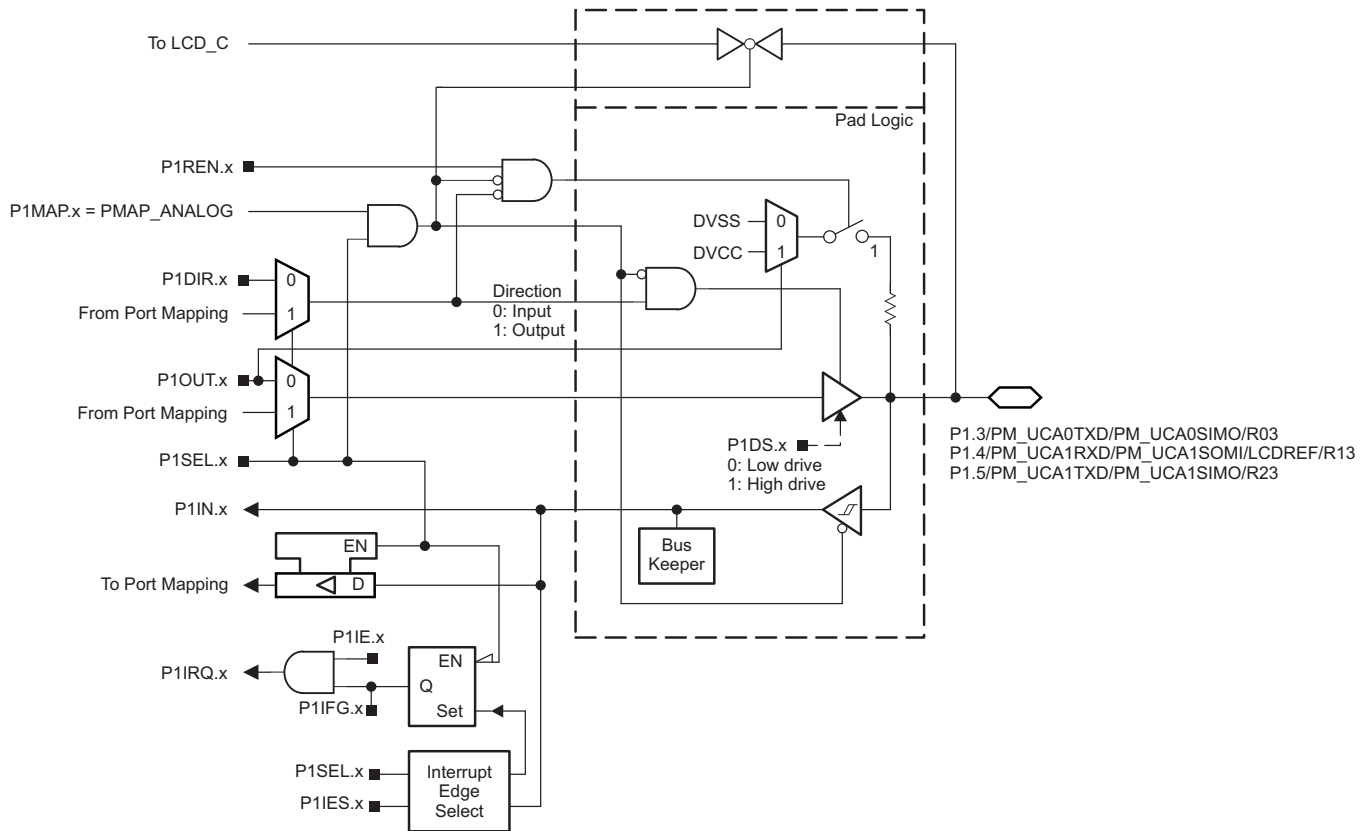 To LCD_C
Pad Logic
P1REN.x
P1MAP.x = PMAP_ANALOG
DVSS
0
DVCC
1
1
P1DIR.x
0
From Port Mapping
1
Direction
0: Input
1: Output
P1OUT.x
0
From Port Mapping
1
P1SEL.x
P1DS.x
0: Low drive
1: High drive
P1.3/PM_UCA0TXD/PM_UCA0SIMO/R03
P1.4/PM_UCA1RXD/PM_UCA1SOMI/LCDREF/R13
P1.5/PM_UCA1TXD/PM_UCA1SIMO/R23
P1IN.x
Bus
Keeper
EN
To Port Mapping
D
P1IE.x
EN
P1IRQ.x
Q
P1IFG.x
Set
P1SEL.x
P1IES.x
Interrupt
Edge
Select